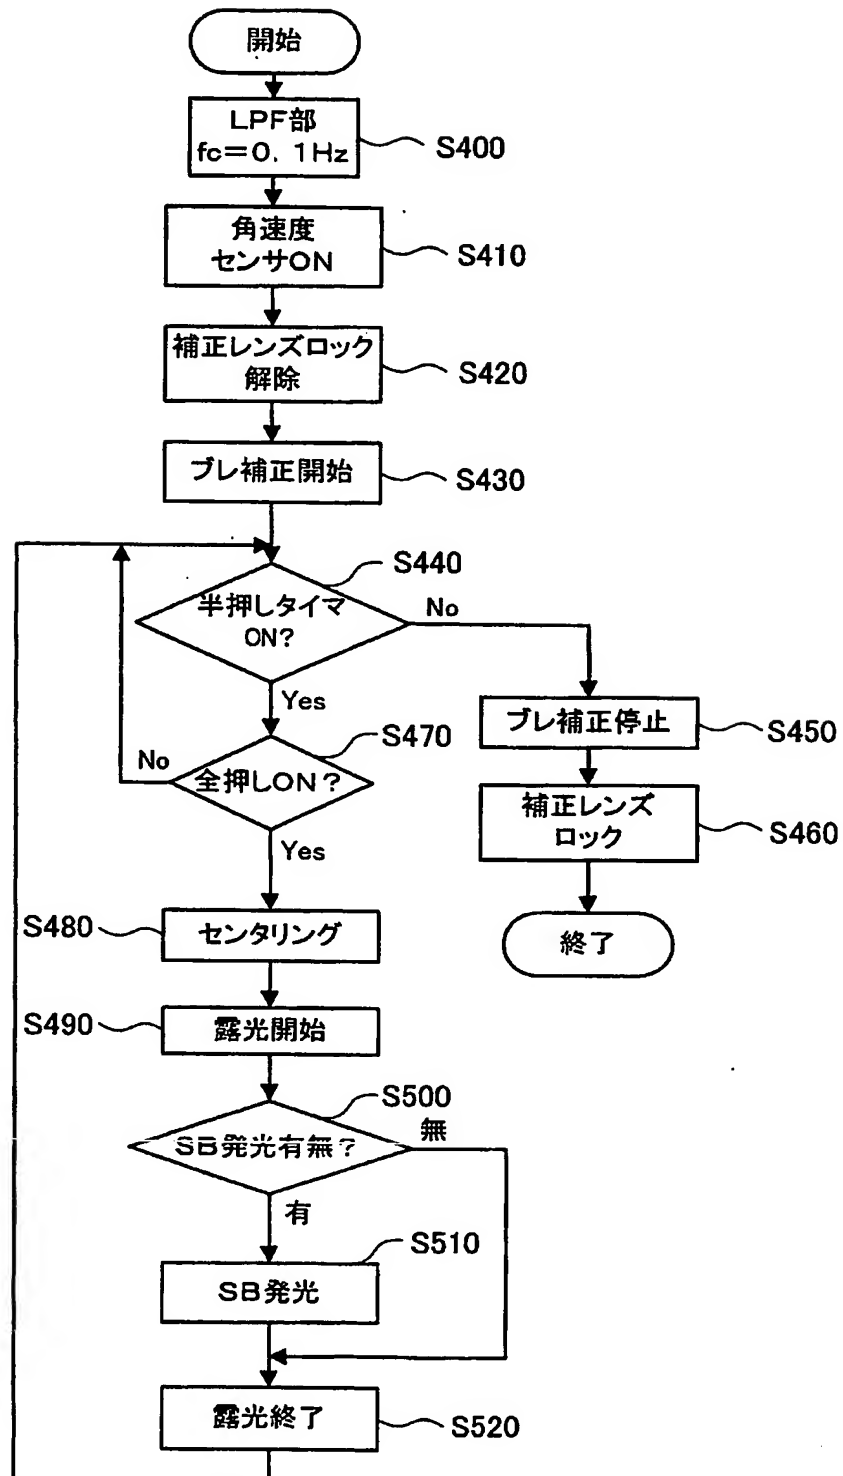 開始
LPF部
fc=0.1Hz
S400
角速度
センサON
S410
補正レンズロック
解除
S420
ブレ補正開始
S430
S440
半押しタイマ
ON?
No
Yes
S470
No
全押しON?
Yes
ブレ補正停止
S450
補正レンズ
ロック
S460
終了
S480
センタリング
S490
露光開始
S500
SB発光有無?
無
有
S510
SB発光
露光終了
S520